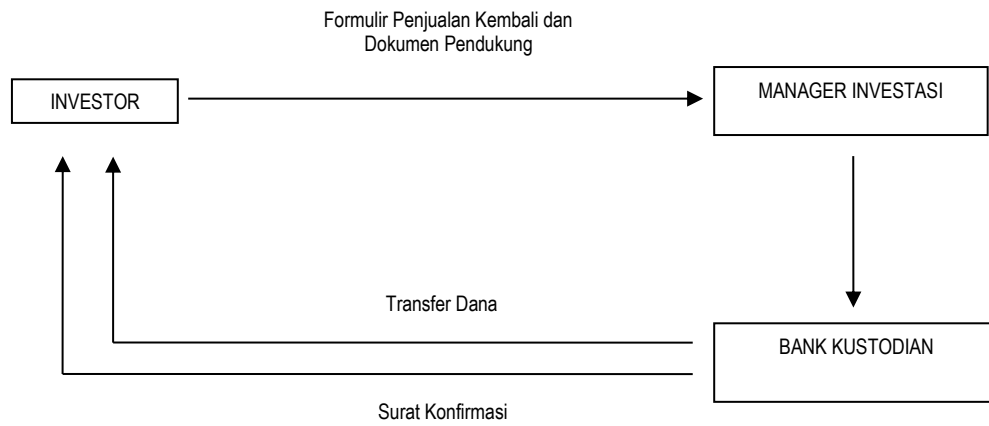 Formulir Penjualan Kembali dan
Dokumen Pendukung
INVESTOR
MANAGER INVESTASI
Transfer Dana
BANK KUSTODIAN
Surat Konfirmasi